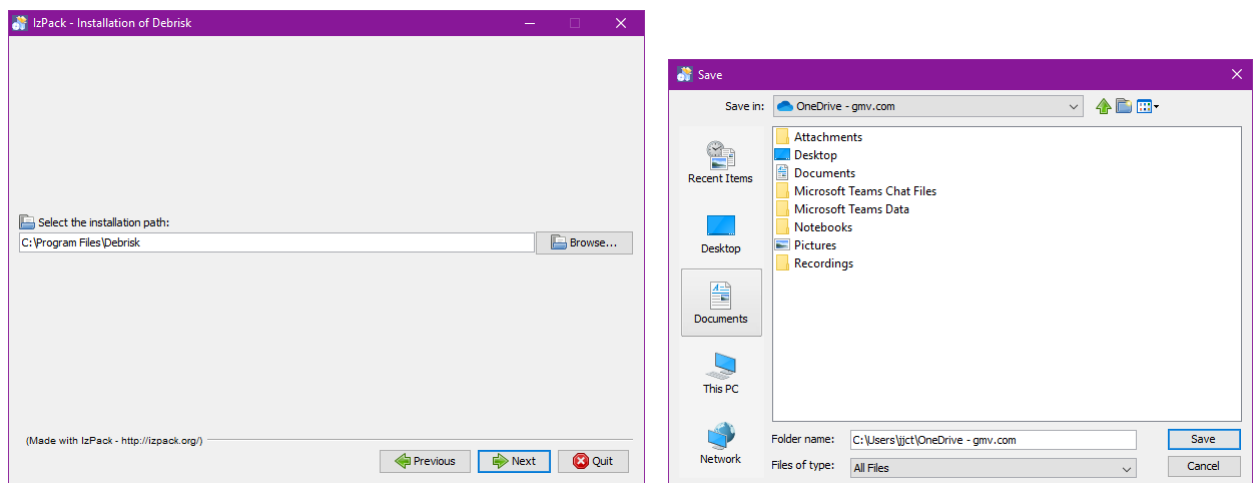 IzPack - Installation of Debrisk
Select the installation path:
C:\Program Files\Debrisk
Browse...
(Made with IzPack - http://izpack.org/)
Previous
Next
Quit
Save
Save in:
OneDrive - gmv.com
Recent Items
Desktop
Documents
This PC
Network
Attachments
Desktop
Documents
Microsoft Teams Chat Files
Microsoft Teams Data
Notebooks
Pictures
Recordings
Folder name:
C:\Users\jjct\OneDrive - gmv.com
Save
Files of type:
All Files
Cancel